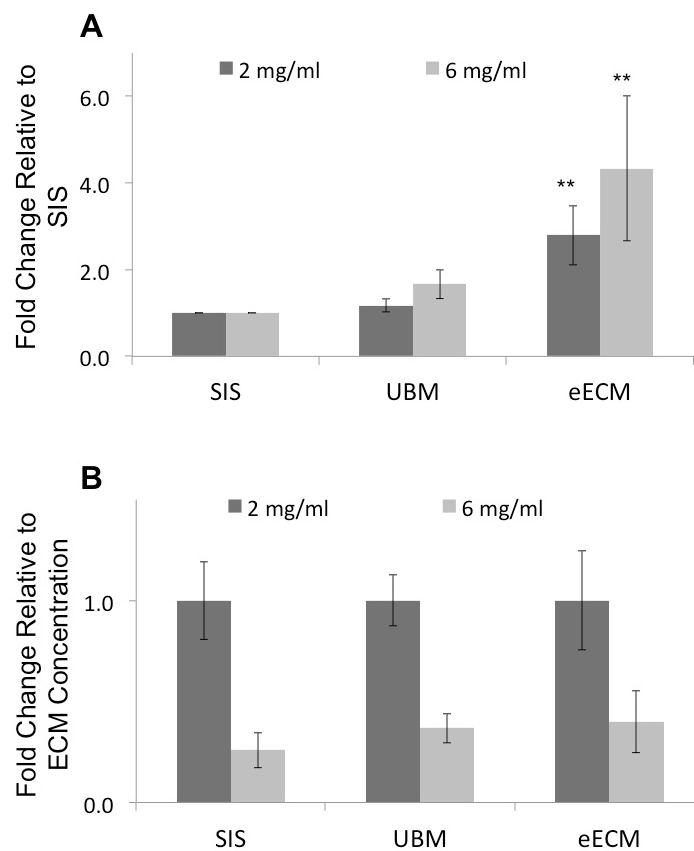 A
Fold Change Relative to
SIS
2 mg/ml
6 mg/ml
6.0
4.0
2.0
0.0
**
**
SIS
UBM
eECM
B
Fold Change Relative to
ECM Concentration
2 mg/ml
6 mg/ml
1.0
0.0
SIS
UBM
eECM